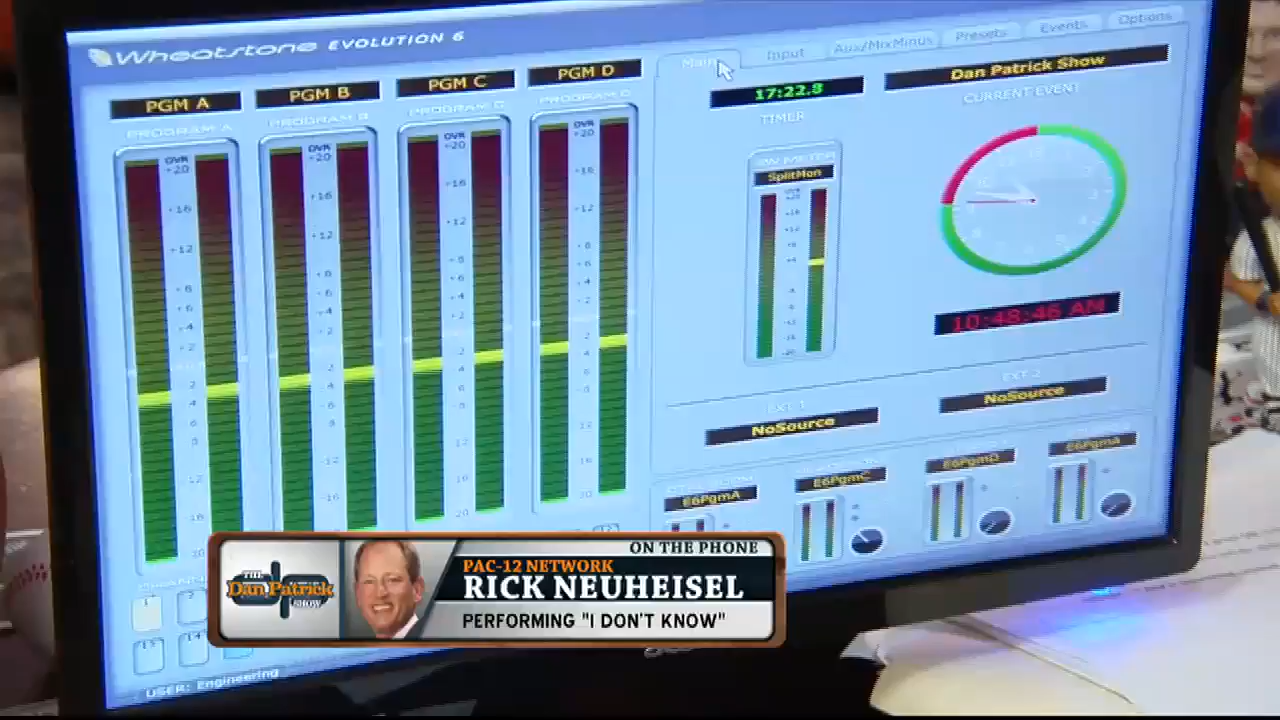 Wheatstone EVOLUTION 6
Main
Input
Aux/MixMinus
Presets
Events
Options
PGM A
PGM B
PGM C
PGM D
PROGRAM A
PROGRAM B
17:22.8
TIMER
Dan Patrick Show
CURRENT EVENT
SplitMon
10:48:46 AM
EXT 1
NoSource
EXT 2
NoSource
E6PgmA
E6PgmC
E6PgmD
E6PgmA
USER: Engineering
THE
Dan Patrick
SHOW
ON THE PHONE
PAC-12 NETWORK
RICK NEUHEISEL
PERFORMING "I DON'T KNOW"